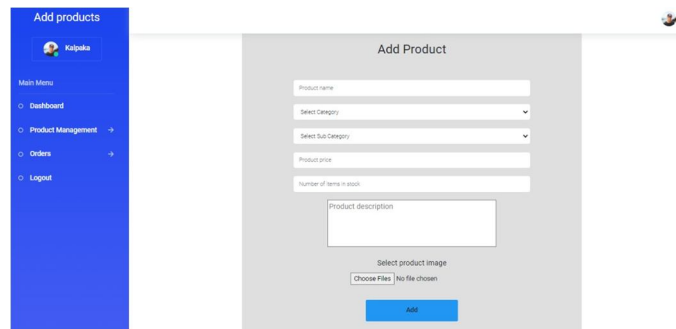 Add products
Kalpaka
Main Menu
Dashboard
Product Management
Orders
Logout
Add Product
Product name
Select Category
Select Sub Category
Product price
Number of items in stock
Product description
Select product image
Choose Files No file chosen
Add